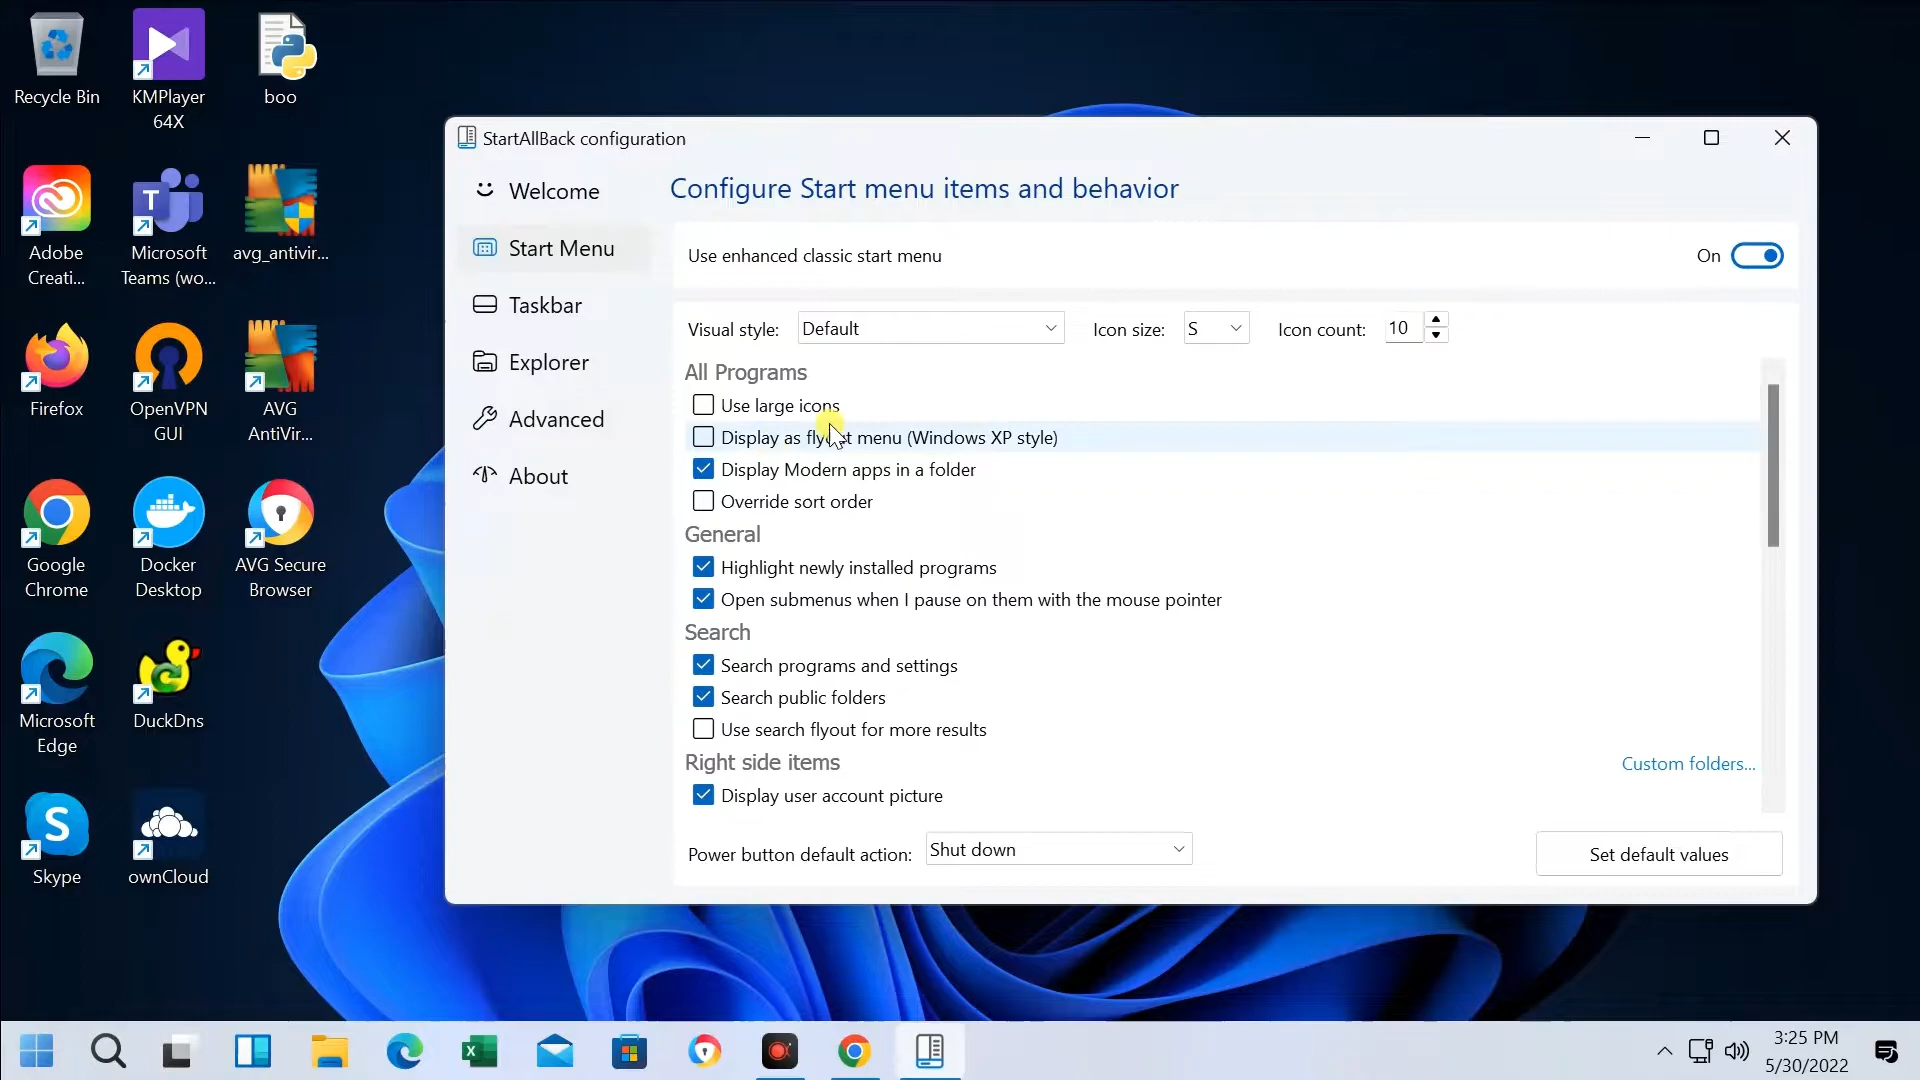 Recycle Bin
KMPlayer
64X
boo
Adobe
Creati...
Microsoft
Teams (wo...
avg_antivir...
Firefox
OpenVPN
GUI
AVG
AntiVir...
Google
Chrome
Docker
Desktop
AVG Secure
Browser
Microsoft
Edge
DuckDns
Skype
ownCloud
StartAllBack configuration
Welcome
Start Menu
Taskbar
Explorer
Advanced
About
Configure Start menu items and behavior
Use enhanced classic start menu
On
Visual style: Default Icon size: S Icon count: 10
All Programs
Use large icons
Display as flyout menu (Windows XP style)
Display Modern apps in a folder
Override sort order
General
Highlight newly installed programs
Open submenus when I pause on them with the mouse pointer
Search
Search programs and settings
Search public folders
Use search flyout for more results
Right side items
Custom folders...
Display user account picture
Power button default action: Shut down
Set default values
3:25 PM
5/30/2022